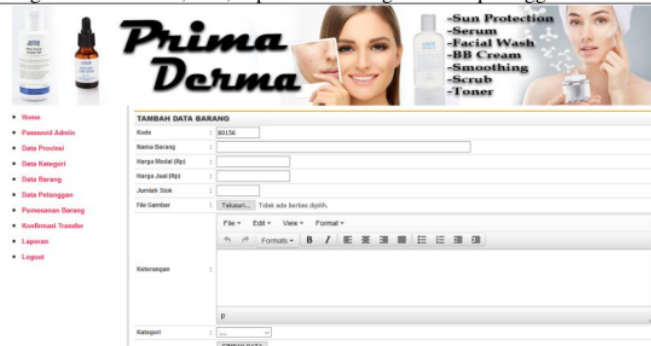 Prima
Derma
-Sun Protection
-Serum
-Facial Wash
-BB Cream
-Smoothing
-Scrub
-Toner
Home
Password Admin
Data Provinsi
Data Kategori
Data Barang
Data Pelanggan
Pemesanan Barang
Konfirmasi Transfer
Laporan
Logout
TAMBAH DATA BARANG
Kode : B0156
Nama Barang :
Harga Modal (Rp) :
Harga Jual (Rp) :
Jumlah Stok :
File Gambar : Telusuri... Tidak ada berkas dipilih.
File Edit View Format
Formats B I
Keterangan :
p
Kategori : ....
SIMPAN DATA